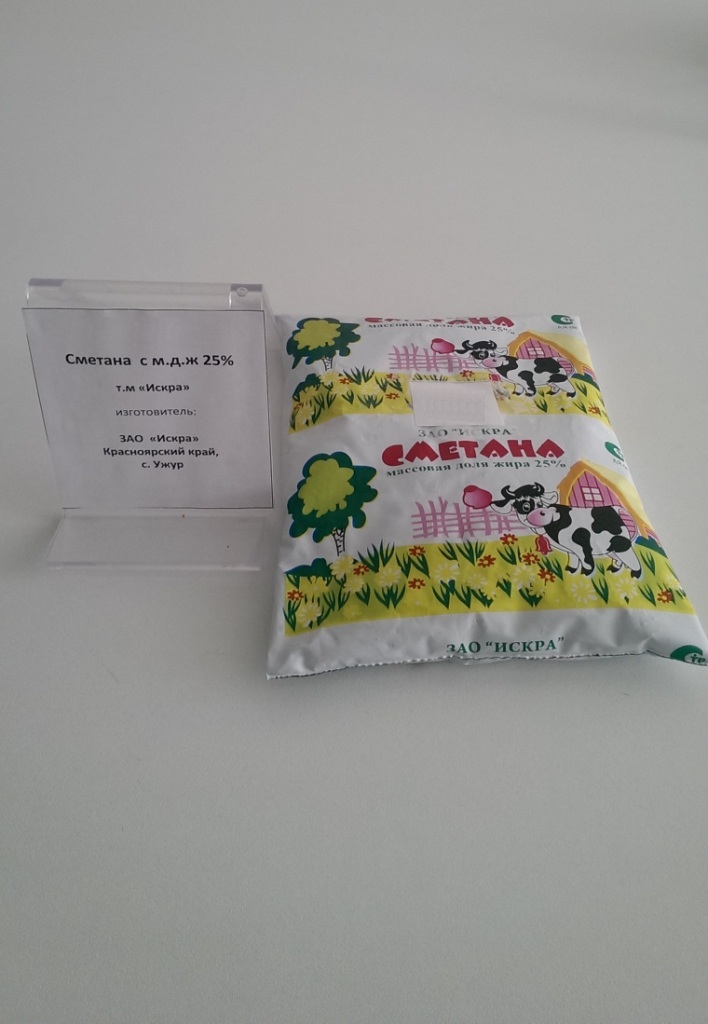 Сметана с м.д.ж 25%
т.м «Искра»
изготовитель:
ЗАО «Искра»
Красноярский край,
с. Ужур
СМЕТАНА
массовая доля жира 25%
ЗАО "ИСКРА"
СМЕТАНА
массовая доля жира 25%
ЗАО "ИСКРА"